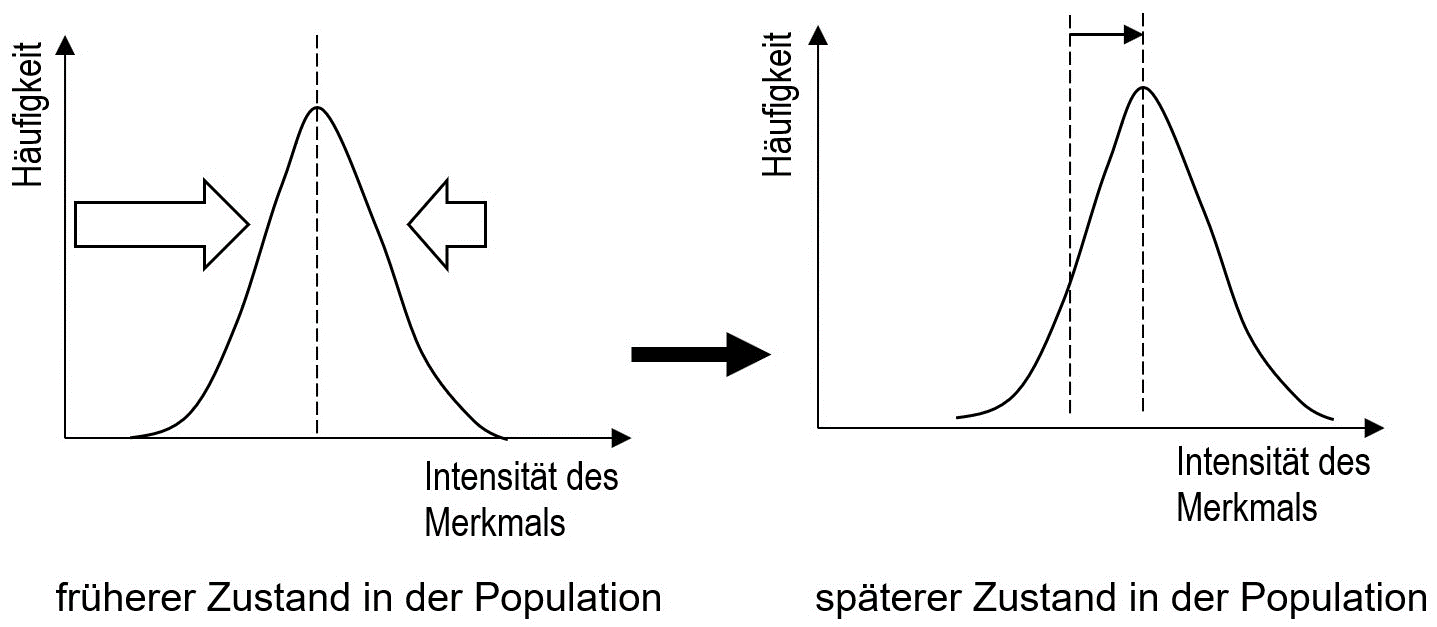 Häufigkeit
Intensität des
Merkmals
früherer Zustand in der Population
Häufigkeit
Intensität des
Merkmals
späterer Zustand in der Population